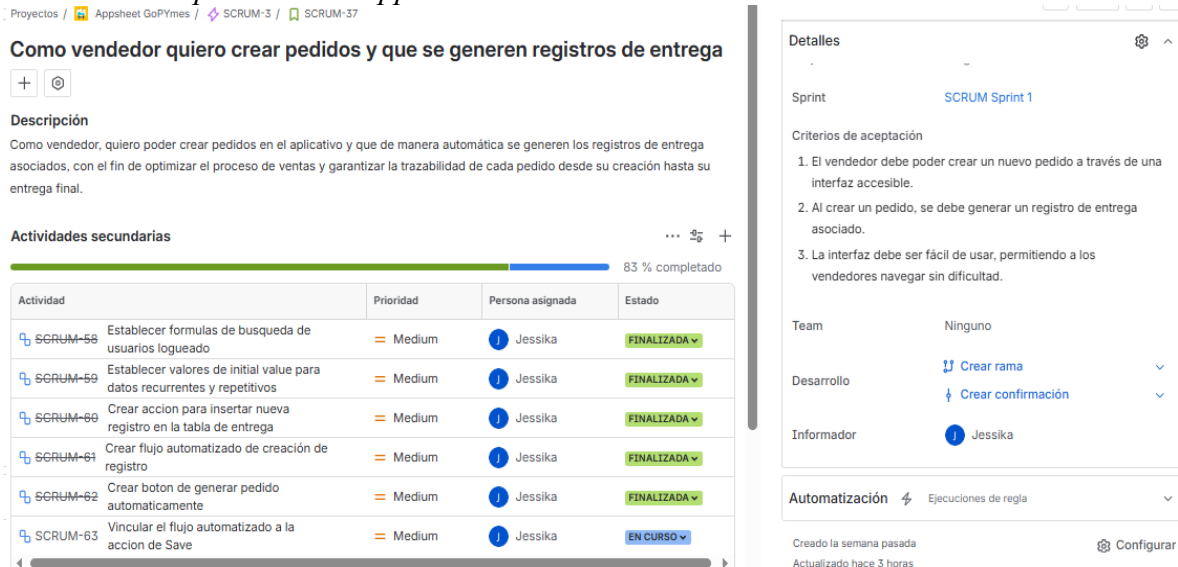 Proyectos / Appsheet GoPYmes / SCRUM-3 / SCRUM-37
Como vendedor quiero crear pedidos y que se generen registros de entrega
Descripción
Como vendedor, quiero poder crear pedidos en el aplicativo y que de manera automática se generen los registros de entrega
asociados, con el fin de optimizar el proceso de ventas y garantizar la trazabilidad de cada pedido desde su creación hasta su
entrega final.
Actividades secundarias
83 % completado
Actividad Prioridad Persona asignada Estado
SCRUM-58 Establecer formulas de busqueda de
usuarios logueado
Medium J Jessika FINALIZADA
SCRUM-59 Establecer valores de initial value para
datos recurrentes y repetitivos
Medium J Jessika FINALIZADA
SCRUM-60 Crear accion para insertar nueva
registro en la tabla de entrega
Medium J Jessika FINALIZADA
SCRUM-61 Crear flujo automatizado de creación de
registro
Medium J Jessika FINALIZADA
SCRUM-62 Crear boton de generar pedido
automaticamente
Medium J Jessika FINALIZADA
SCRUM-63 Vincular el flujo automatizado a la
accion de Save
Medium J Jessika EN CURSO
Detalles
Sprint SCRUM Sprint 1
Criterios de aceptación
1. El vendedor debe poder crear un nuevo pedido a través de una
interfaz accesible.
2. Al crear un pedido, se debe generar un registro de entrega
asociado.
3. La interfaz debe ser fácil de usar, permitiendo a los
vendedores navegar sin dificultad.
Team Ninguno
Desarrollo
Crear rama
Crear confirmación
Informador J Jessika
Automatización Ejecuciones de regla
Creado la semana pasada
Configurar
Actualizado hace 3 horas